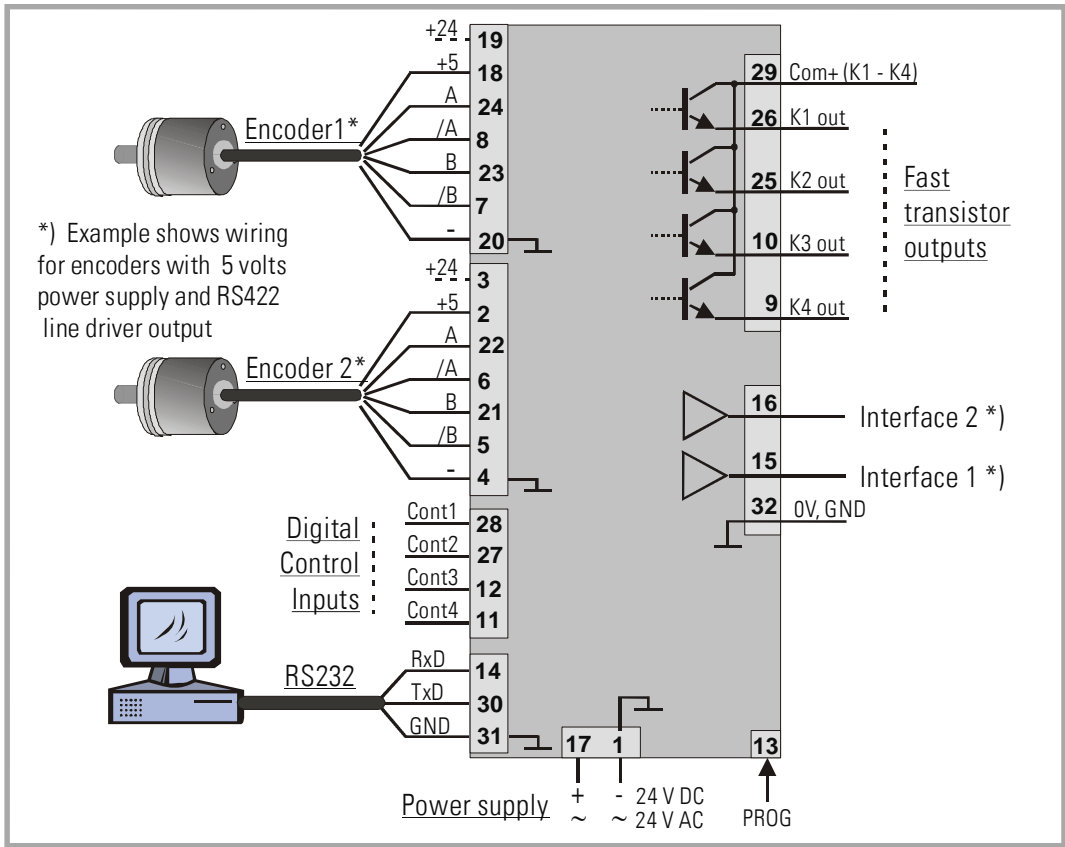 +24 19
+5 18
A 24
/A 8
B 23
/B 7
- 20
Encoder1*
*) Example shows wiring
for encoders with 5 volts
power supply and RS422
line driver output
+24 3
+5 2
A 22
/A 6
B 21
/B 5
- 4
Encoder 2*
Digital
Control
Inputs
Cont1 28
Cont2 27
Cont3 12
Cont4 11
RS232
RxD 14
TxD 30
GND 31
29 Com+ (K1 - K4)
26 K1 out
25 K2 out
10 K3 out
9 K4 out
Fast
transistor
outputs
16 Interface 2 *)
15 Interface 1 *)
32 0V, GND
17 1
13
Power supply
+ - 24 V DC
~ ~ 24 V AC
PROG